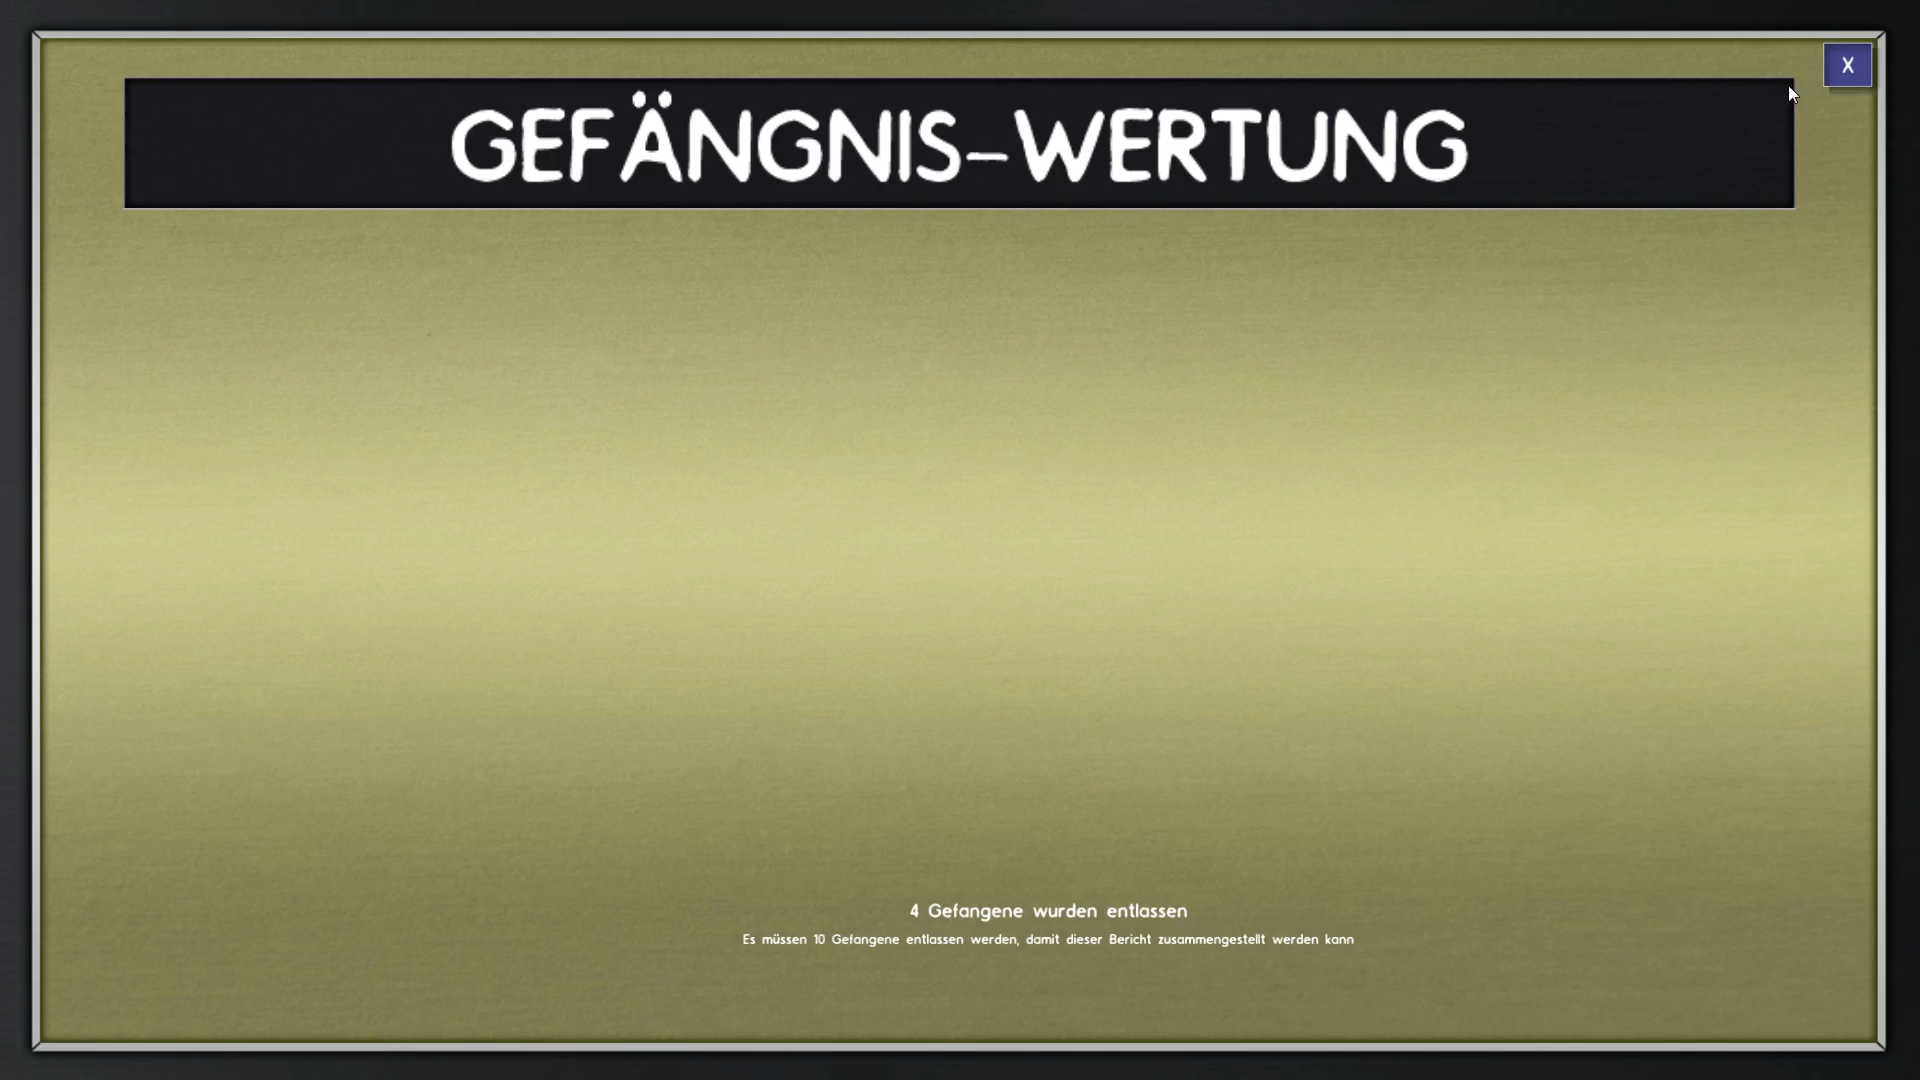 X
GEFÄNGNIS-WERTUNG
4 Gefangene wurden entlassen
Es müssen 10 Gefangene entlassen werden, damit dieser Bericht zusammengestellt werden kann